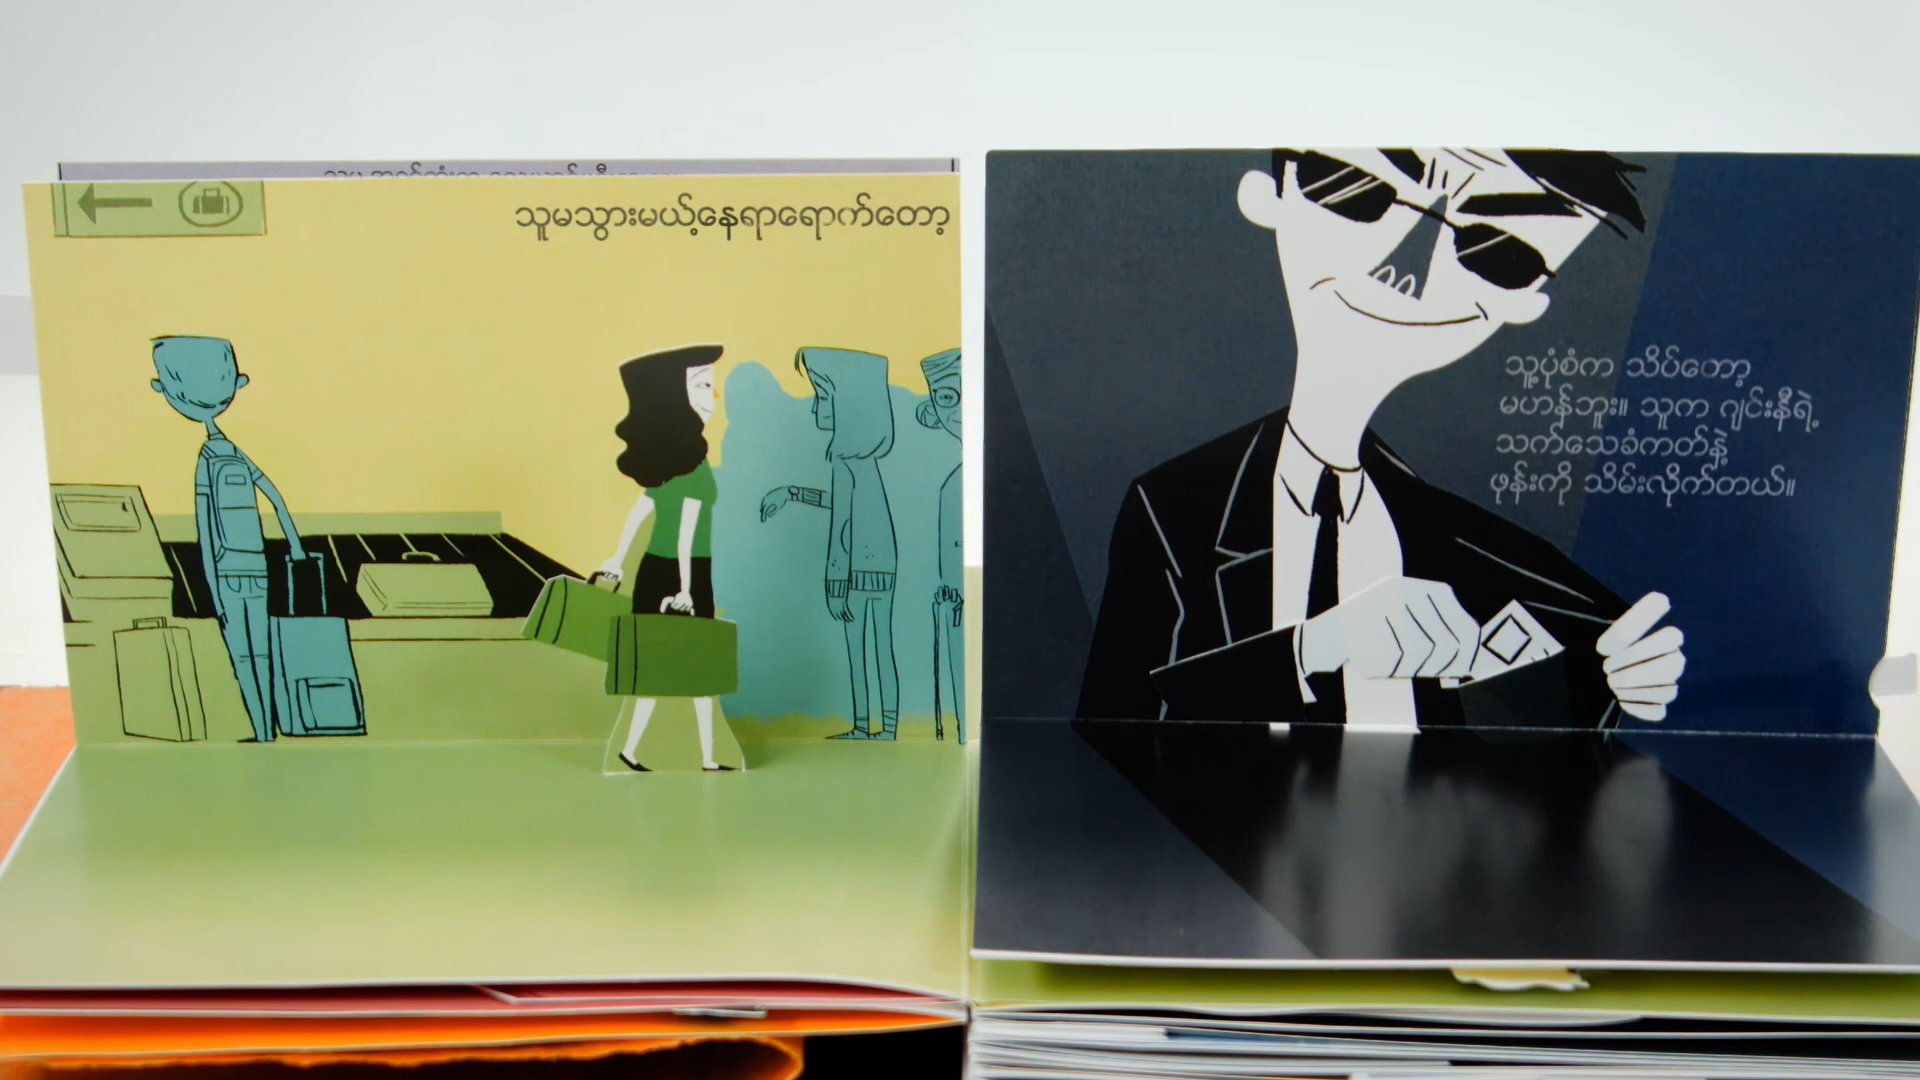 သူမသွားမယ့်နေရာရောက်တော့
သူ့ပုံစံက သိပ်တော့
မဟန်ဘူး။ သူက ဂျင်းနီရဲ့
သက်သေခံကတ်နဲ့
ဖုန်းကို သိမ်းလိုက်တယ်။